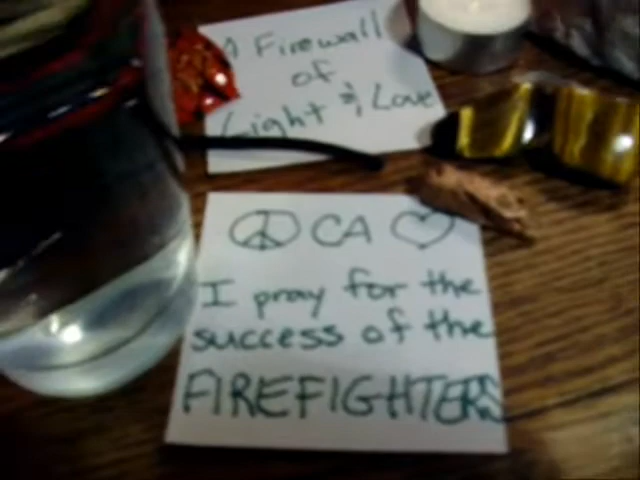 A Firewall
of
Light & Love
CA
I pray for the
success of the
FIREFIGHTERS